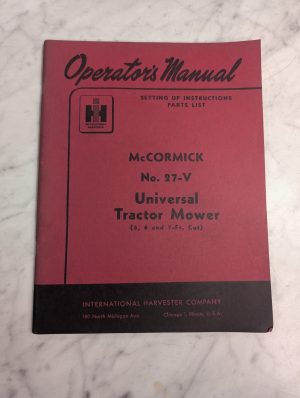 Operator's Manual
SETTING UP INSTRUCTIONS
PARTS LIST
IH
McCORMICK
No. 27-V
Universal
Tractor Mower
(5, 6 and 7-Ft. Cut)
INTERNATIONAL HARVESTER COMPANY
180 North Michigan Ave.
Chicago 1, Illinois, U.S.A.